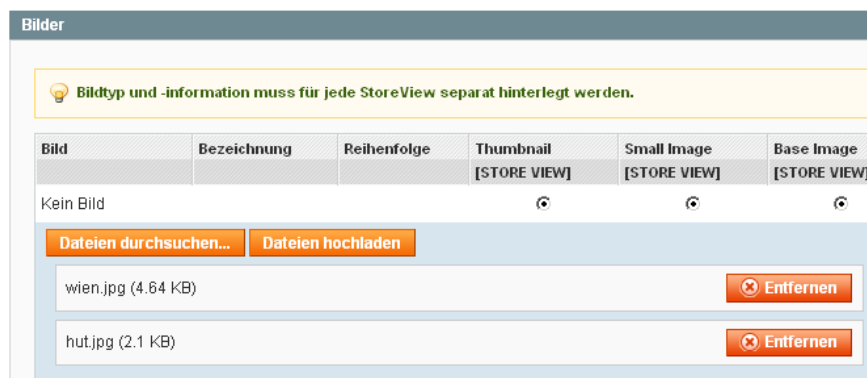 Bilder
Bildtyp und -information muss für jede StoreView separat hinterlegt werden.
Bild Bezeichnung Reihenfolge Thumbnail Small Image Base Image
[STORE VIEW] [STORE VIEW] [STORE VIEW]
Kein Bild
Dateien durchsuchen... Dateien hochladen
wien.jpg (4.64 KB) Entfernen
hut.jpg (2.1 KB) Entfernen